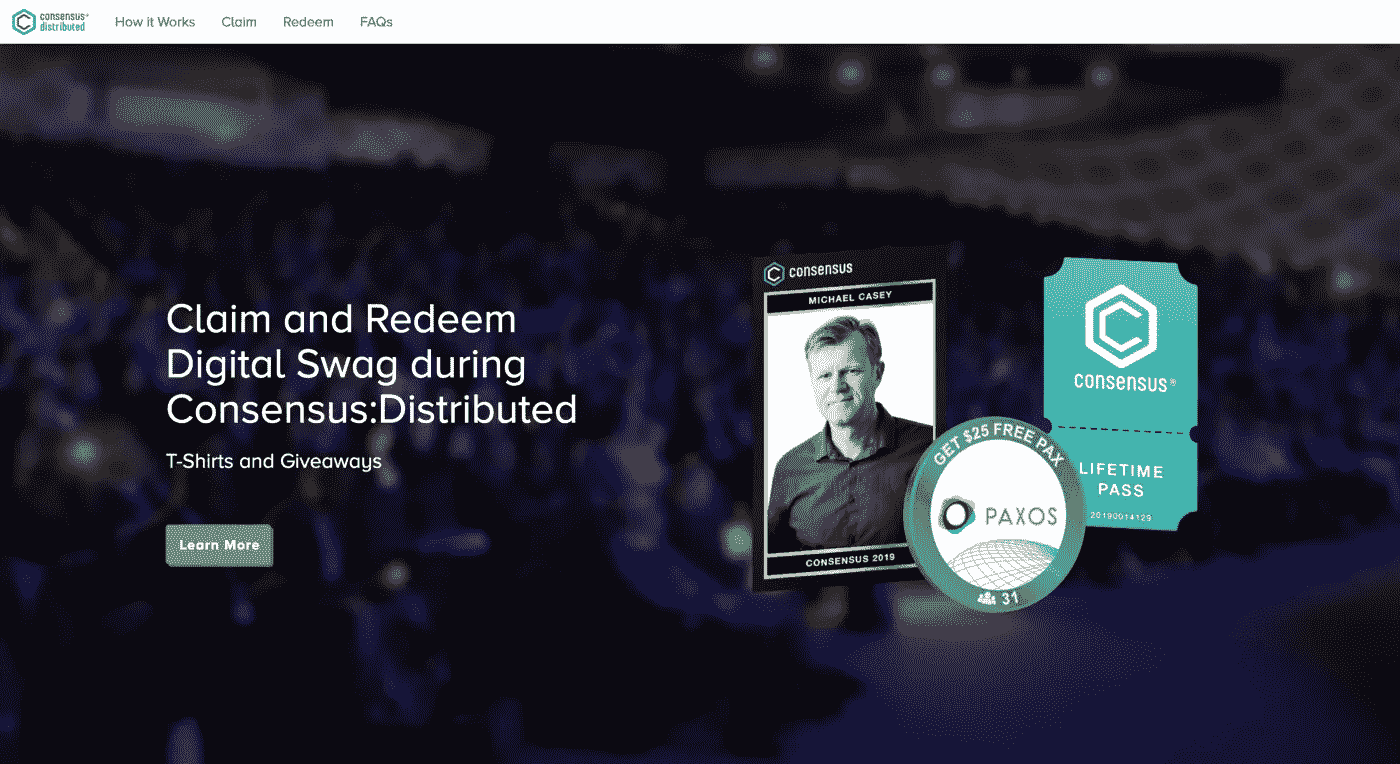 consensus®
distributed
How it Works
Claim
Redeem
FAQs
Claim and Redeem
Digital Swag during
Consensus:Distributed
T-Shirts and Giveaways
Learn More
consensus
MICHAEL CASEY
CONSENSUS 2019
GET $25 FREE PAX
PAXOS
31
consensus®
LIFETIME
PASS
20190014129